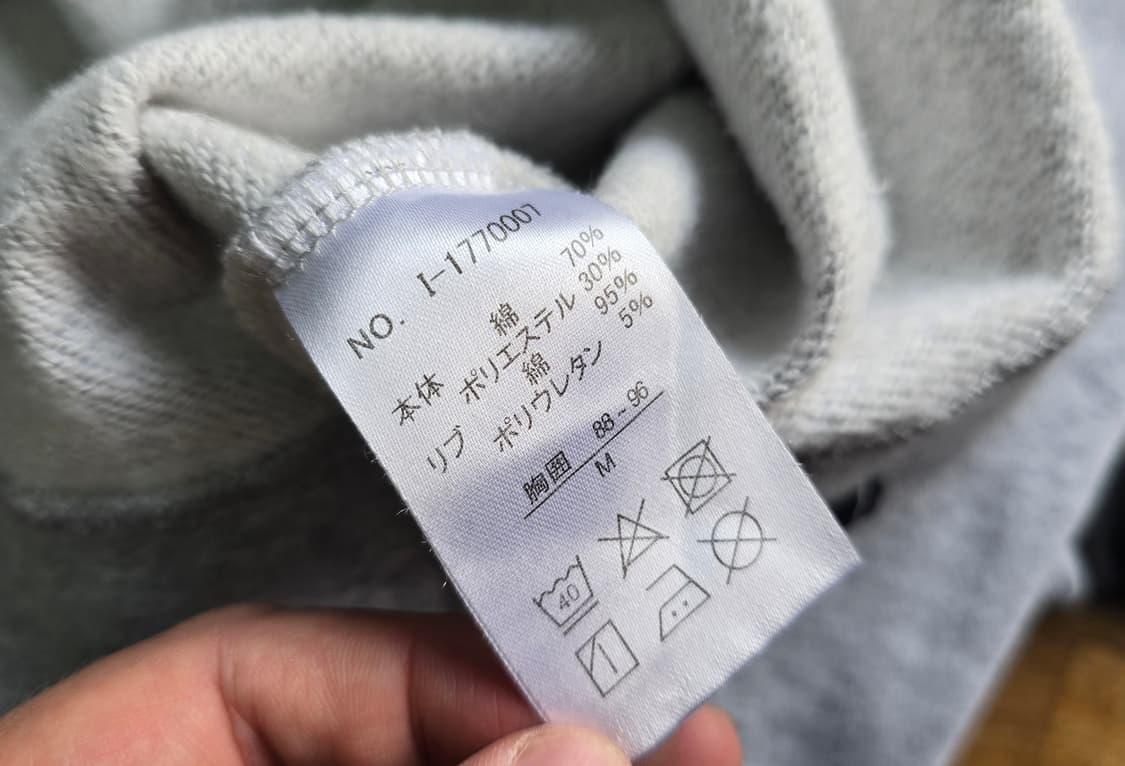 NO. I-1770007
本体 綿 70%
ポリエステル 30%
リブ 綿 95%
ポリウレタン 5%
胸囲 88~96
M
40